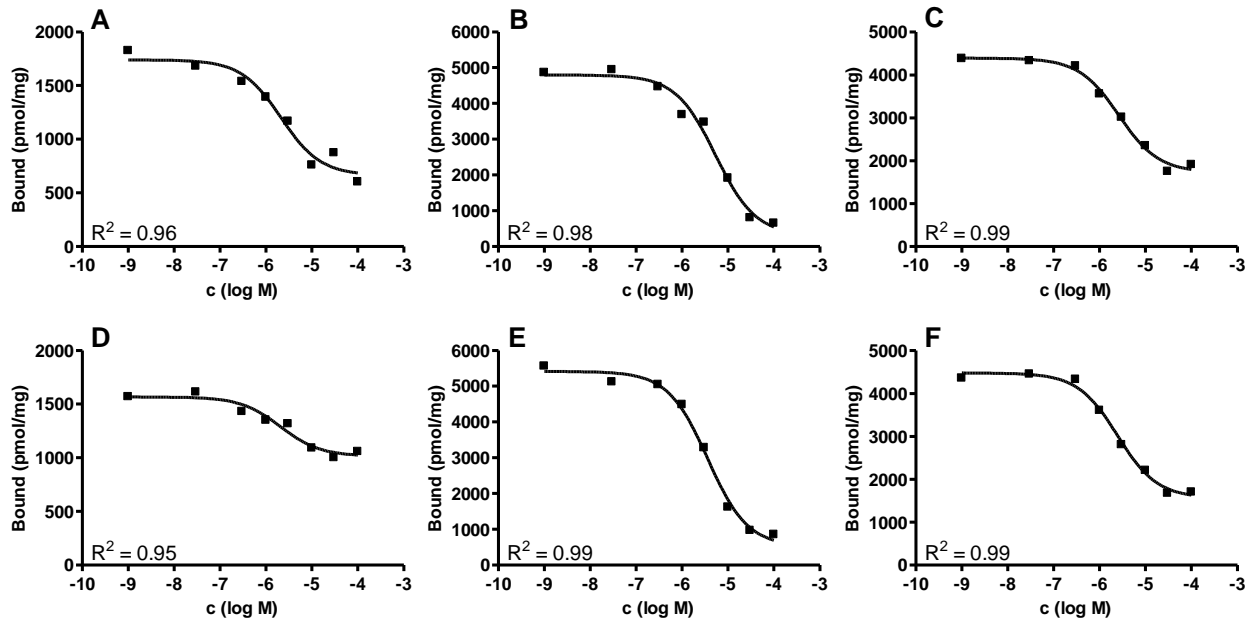 A
2000
1500
1000
500
0
Bound (pmol/mg)
R² = 0.96
-10 -9 -8 -7 -6 -5 -4 -3
c (log M)
B
6000
5000
4000
3000
2000
1000
0
Bound (pmol/mg)
R² = 0.98
-10 -9 -8 -7 -6 -5 -4 -3
c (log M)
C
5000
4000
3000
2000
1000
0
Bound (pmol/mg)
R² = 0.99
-10 -9 -8 -7 -6 -5 -4 -3
c (log M)
D
2000
1500
1000
500
0
Bound (pmol/mg)
R² = 0.95
-10 -9 -8 -7 -6 -5 -4 -3
c (log M)
E
6000
5000
4000
3000
2000
1000
0
Bound (pmol/mg)
R² = 0.99
-10 -9 -8 -7 -6 -5 -4 -3
c (log M)
F
5000
4000
3000
2000
1000
0
Bound (pmol/mg)
R² = 0.99
-10 -9 -8 -7 -6 -5 -4 -3
c (log M)